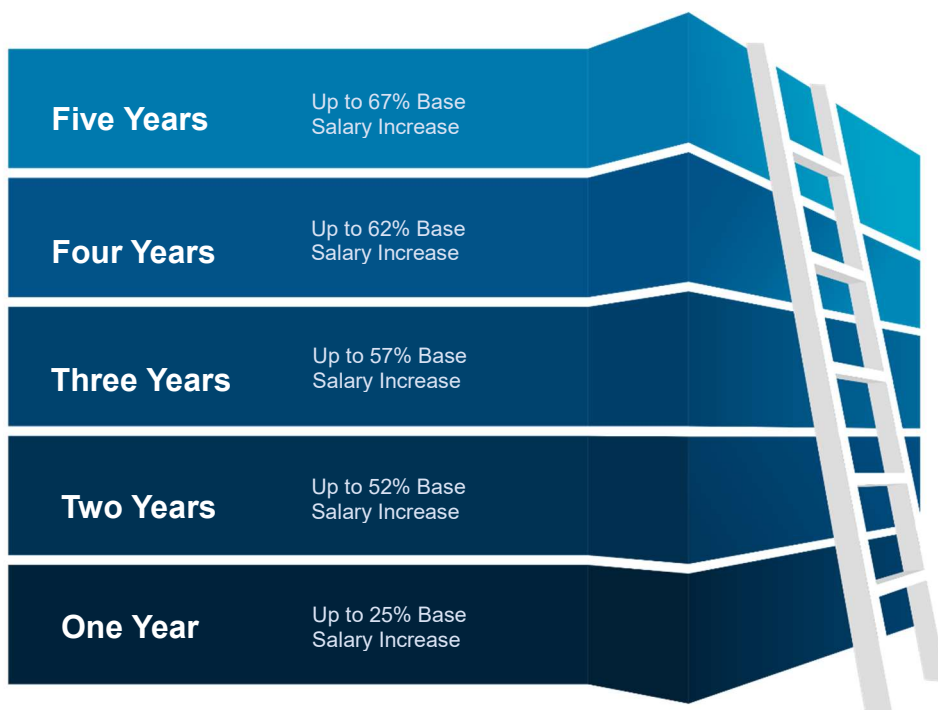 Five Years
Up to 67% Base
Salary Increase
Four Years
Up to 62% Base
Salary Increase
Three Years
Up to 57% Base
Salary Increase
Two Years
Up to 52% Base
Salary Increase
One Year
Up to 25% Base
Salary Increase